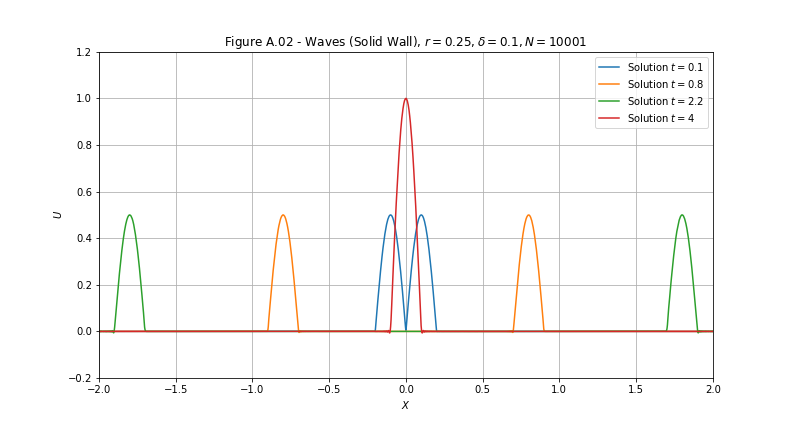 Figure A.02 - Waves (Solid Wall), r = 0.25, δ = 0.1, N = 10001
1.2
1.0
0.8
0.6
0.4
0.2
0.0
−0.2
U
Solution t = 0.1
Solution t = 0.8
Solution t = 2.2
Solution t = 4
−2.0 −1.5 −1.0 −0.5 0.0 0.5 1.0 1.5 2.0
X